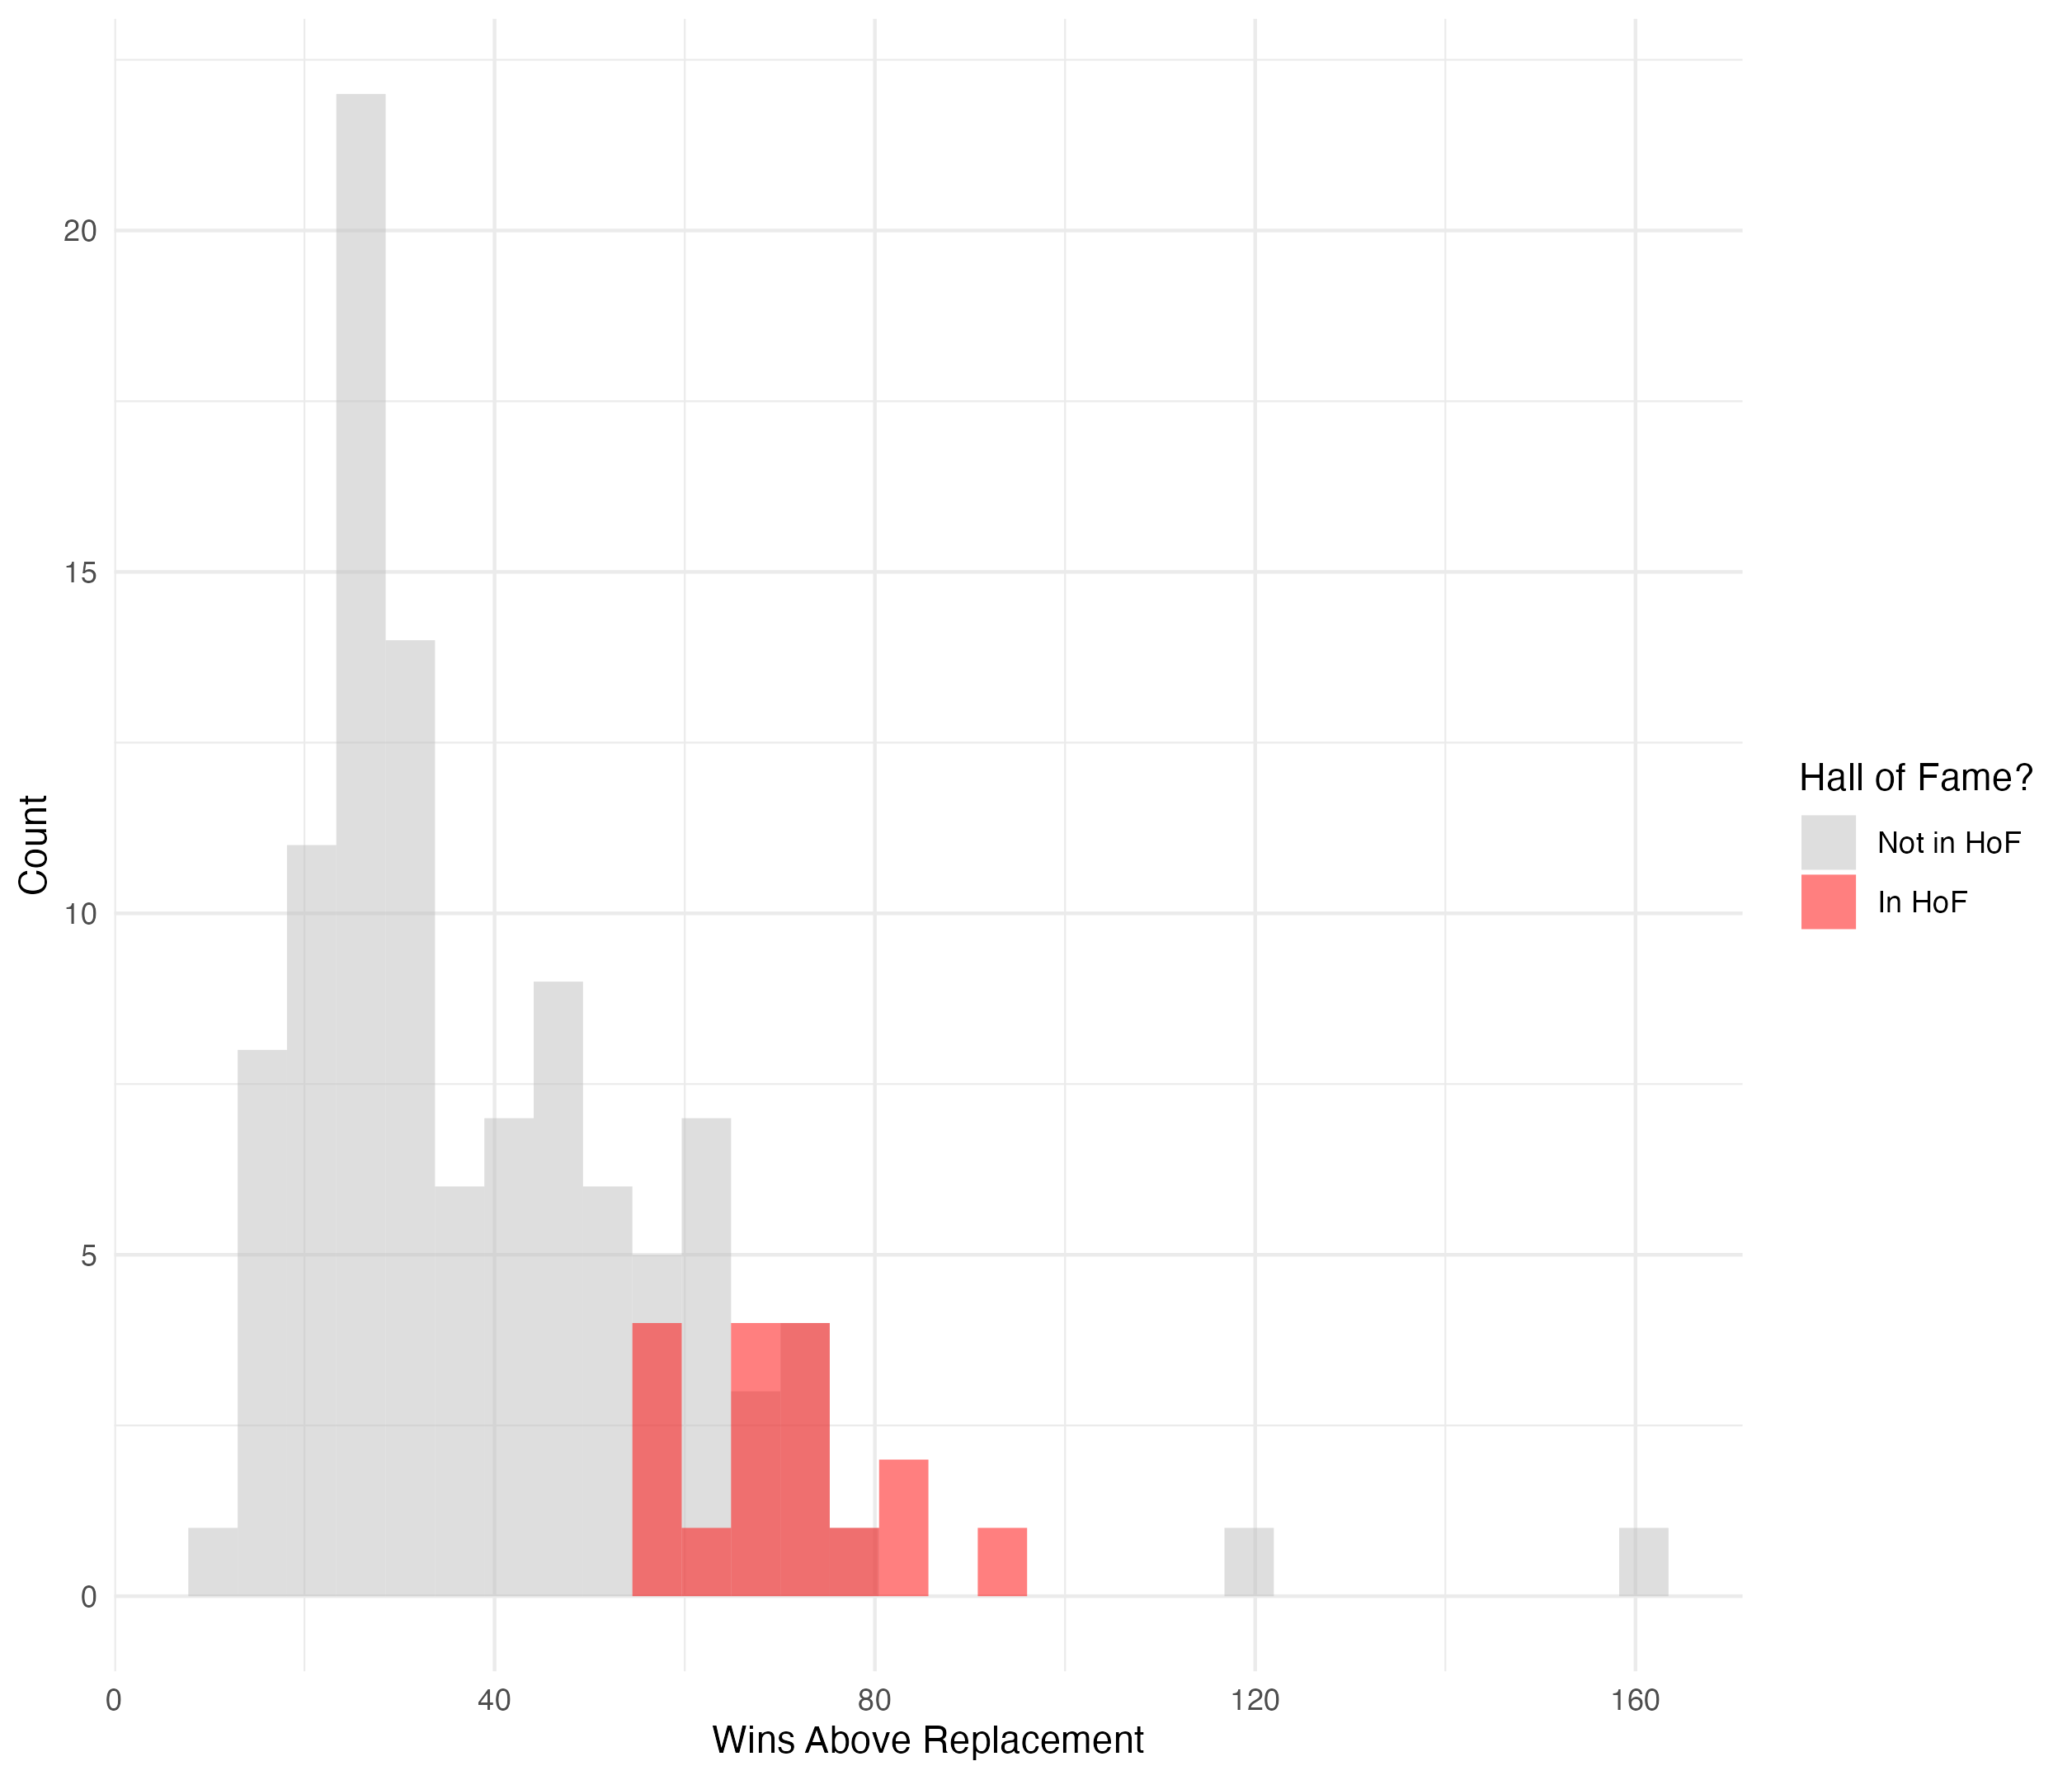 20
15
10
5
0
Count
0 40 80 120 160
Wins Above Replacement
Hall of Fame?
Not in HoF
In HoF